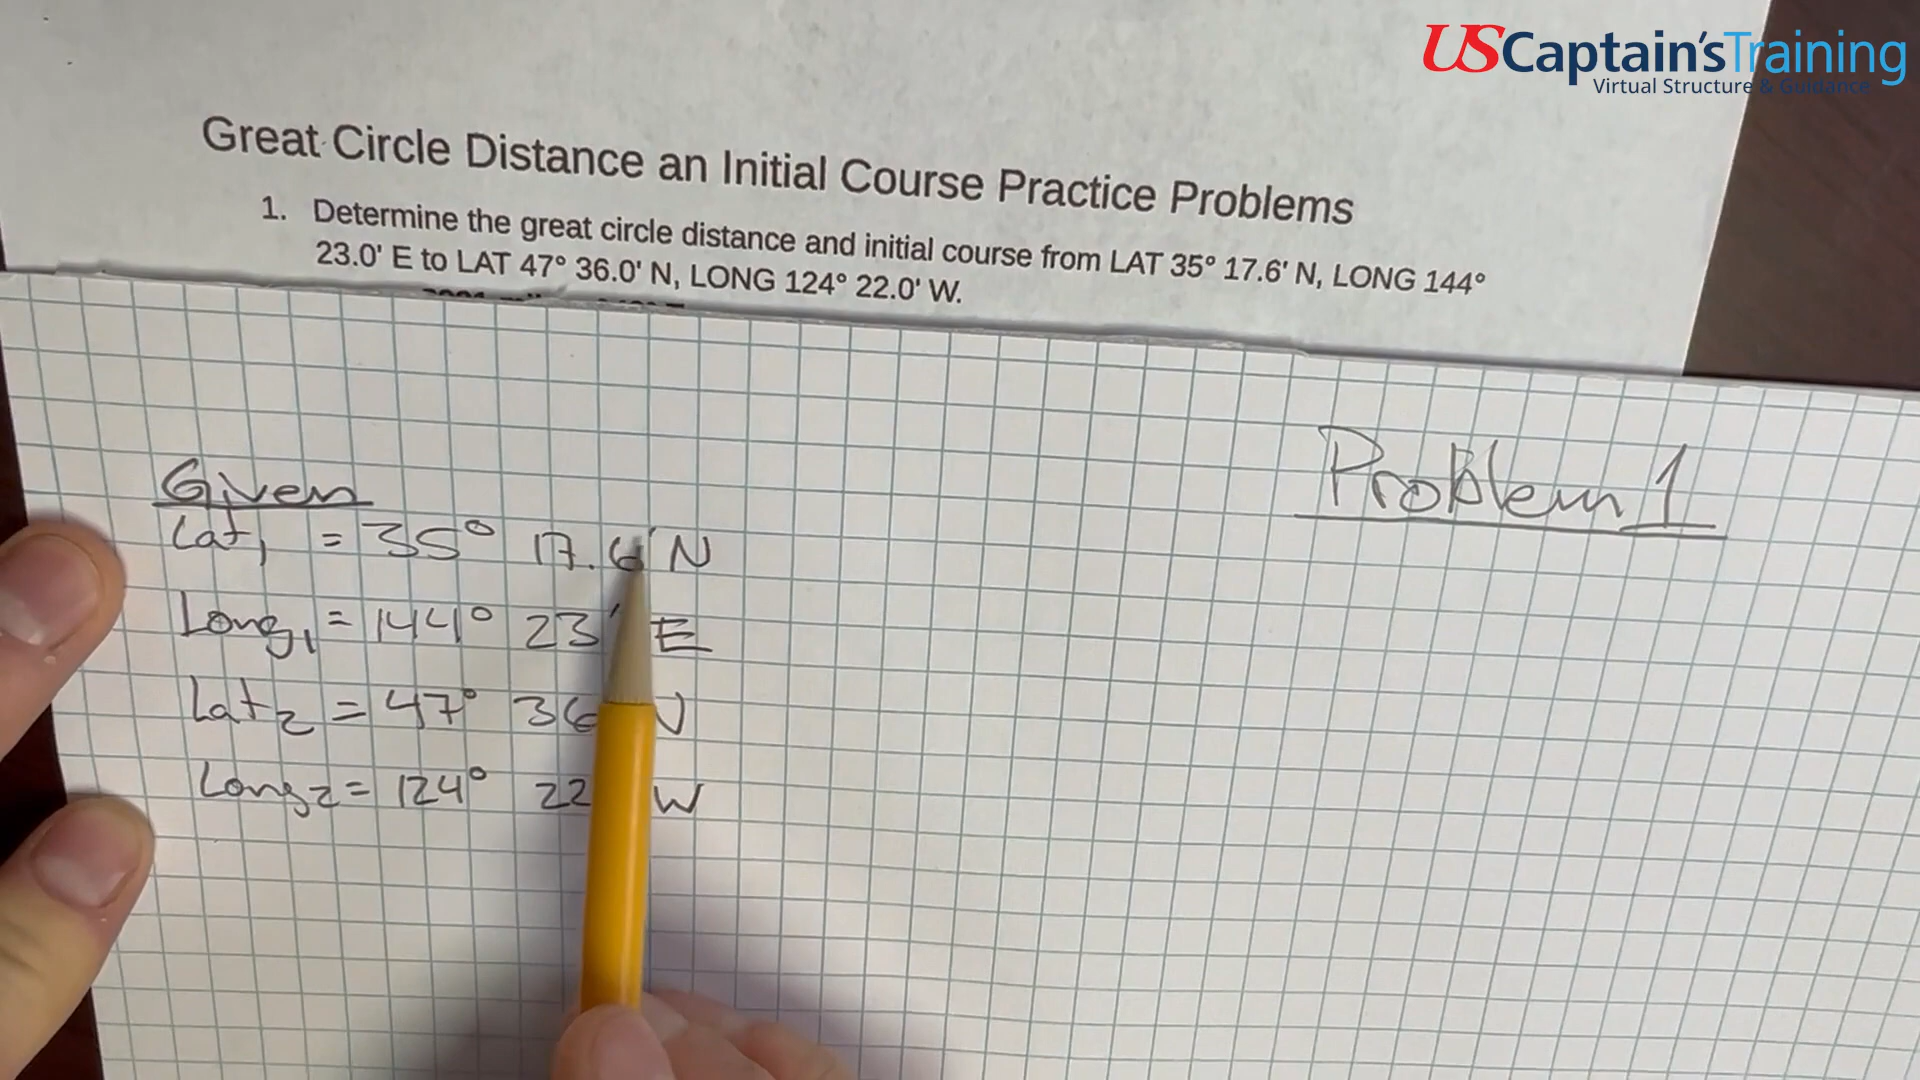 USCaptain'sTraining
Virtual Structure & Guidance
Great Circle Distance an Initial Course Practice Problems
1. Determine the great circle distance and initial course from LAT 35° 17.6' N, LONG 144°
23.0' E to LAT 47° 36.0' N, LONG 124° 22.0' W.
Problem 1
Given
Lat1 = 35° 17.6' N
Long1 = 144° 23' E
Lat2 = 47° 36 N
Long2 = 124° 22 W